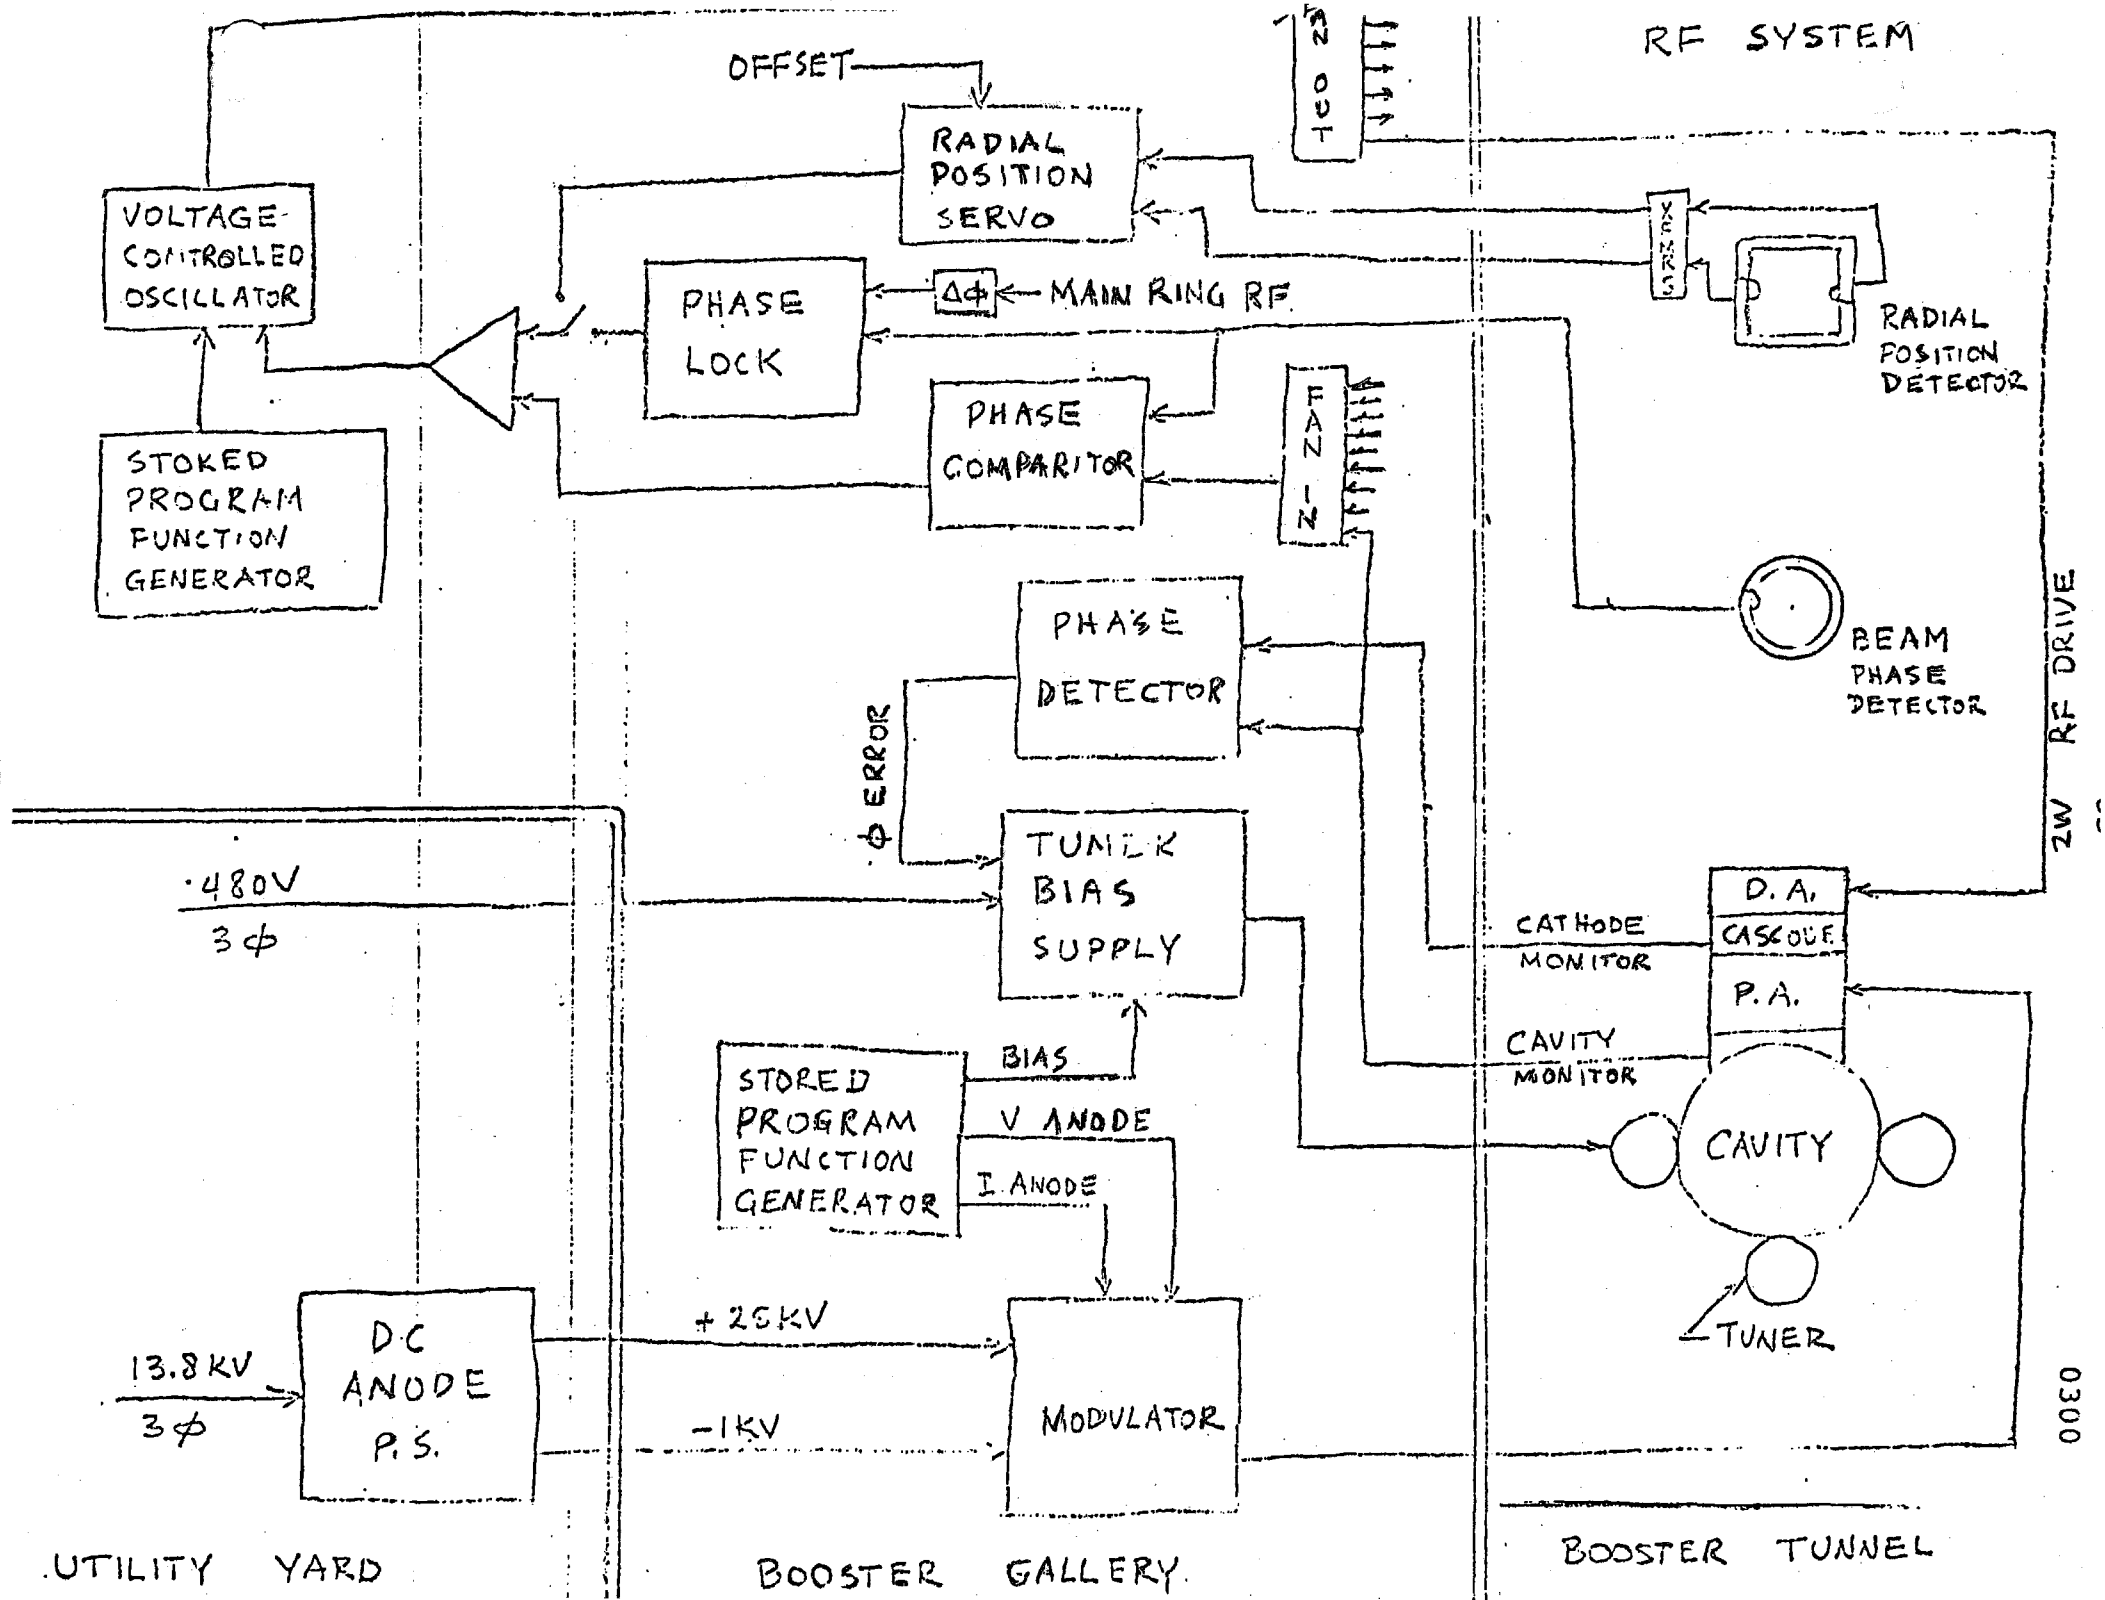 RF SYSTEM
OUT
OFFSET
RADIAL
POSITION
SERVO
VOLTAGE-
CONTROLLED
OSCILLATOR
XFMRS
PHASE
LOCK
Δϕ
MAIN RING RF
RADIAL
POSITION
DETECTOR
PHASE
COMPARITOR
FAN IN
STORED
PROGRAM
FUNCTION
GENERATOR
PHASE
DETECTOR
BEAM
PHASE
DETECTOR
2W RF DRIVE
ϕ ERROR
480V
3ϕ
TUNER
BIAS
SUPPLY
D.A.
CASCODE
P.A.
CATHODE
MONITOR
CAVITY
MONITOR
BIAS
V ANODE
I ANODE
STORED
PROGRAM
FUNCTION
GENERATOR
CAVITY
TUNER
13.8KV
3ϕ
DC
ANODE
P.S.
+25KV
-1KV
MODULATOR
0300
UTILITY YARD
BOOSTER GALLERY
BOOSTER TUNNEL